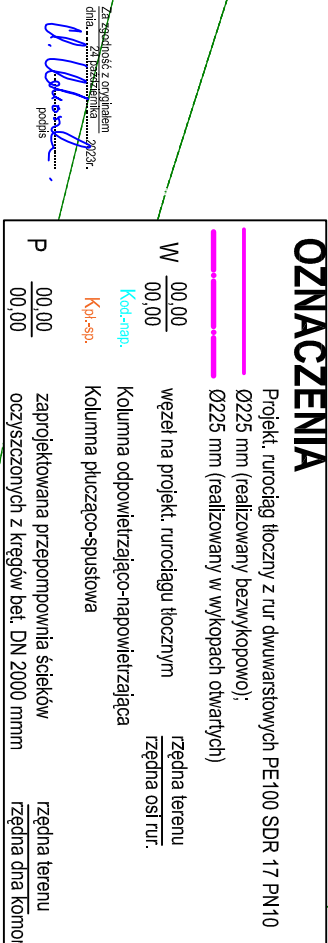 OZNACZENIA
Projekt. rurociąg tłoczny z rur dwuwarstowych PE100 SDR 17 PN10
Ø225 mm (realizowany bezwykopowo);
Ø225 mm (realizowany w wykopach otwartych)
W 00,00 węzeł na projekt. rurociągu tłocznym rzędna terenu
00,00 rzędna osi rur.
Kod.-nap. Kolumna odpowietrzająco-napowietrzająca
Kpł.-sp. Kolumna płucząco-spustowa
P 00,00 zaprojektowana przepompownia ścieków rzędna terenu
00,00 oczyszczonych z kręgów bet. DN 2000 mmm rzędna dna komor
Za zgodność z oryginałem
dnia 24 października 2023r.
podpis